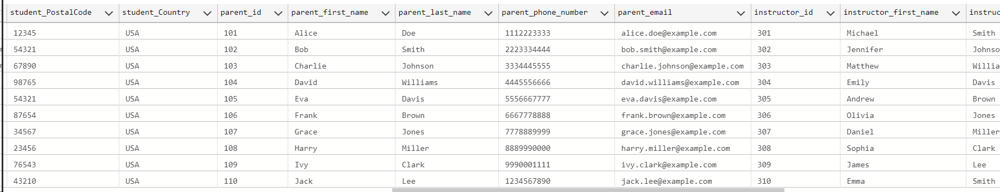 student_PostalCode student_Country parent_id parent_first_name parent_last_name parent_phone_number parent_email instructor_id instructor_first_name instruc
12345 USA 101 Alice Doe 1112223333 alice.doe@example.com 301 Michael Smith
54321 USA 102 Bob Smith 2223334444 bob.smith@example.com 302 Jennifer Johnso
67890 USA 103 Charlie Johnson 3334445555 charlie.johnson@example.com 303 Matthew Willia
98765 USA 104 David Williams 4445556666 david.williams@example.com 304 Emily Davis
54321 USA 105 Eva Davis 5556667777 eva.davis@example.com 305 Andrew Brown
87654 USA 106 Frank Brown 6667778888 frank.brown@example.com 306 Olivia Jones
34567 USA 107 Grace Jones 7778889999 grace.jones@example.com 307 Daniel Miller
23456 USA 108 Harry Miller 8889990000 harry.miller@example.com 308 Sophia Clark
76543 USA 109 Ivy Clark 9990001111 ivy.clark@example.com 309 James Lee
43210 USA 110 Jack Lee 1234567890 jack.lee@example.com 310 Emma Smith